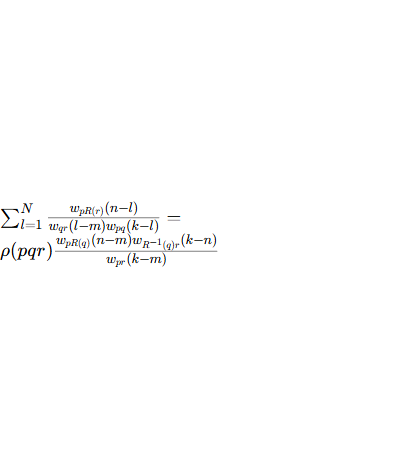 \sum_{l=1}^{N} \frac{w_{pR(r)}(n-l)}{w_{qr}(l-m)w_{pq}(k-l)} =
\rho(pqr)\frac{w_{pR(q)}(n-m)w_{R^{-1}(q)r}(k-n)}{w_{pr}(k-m)}